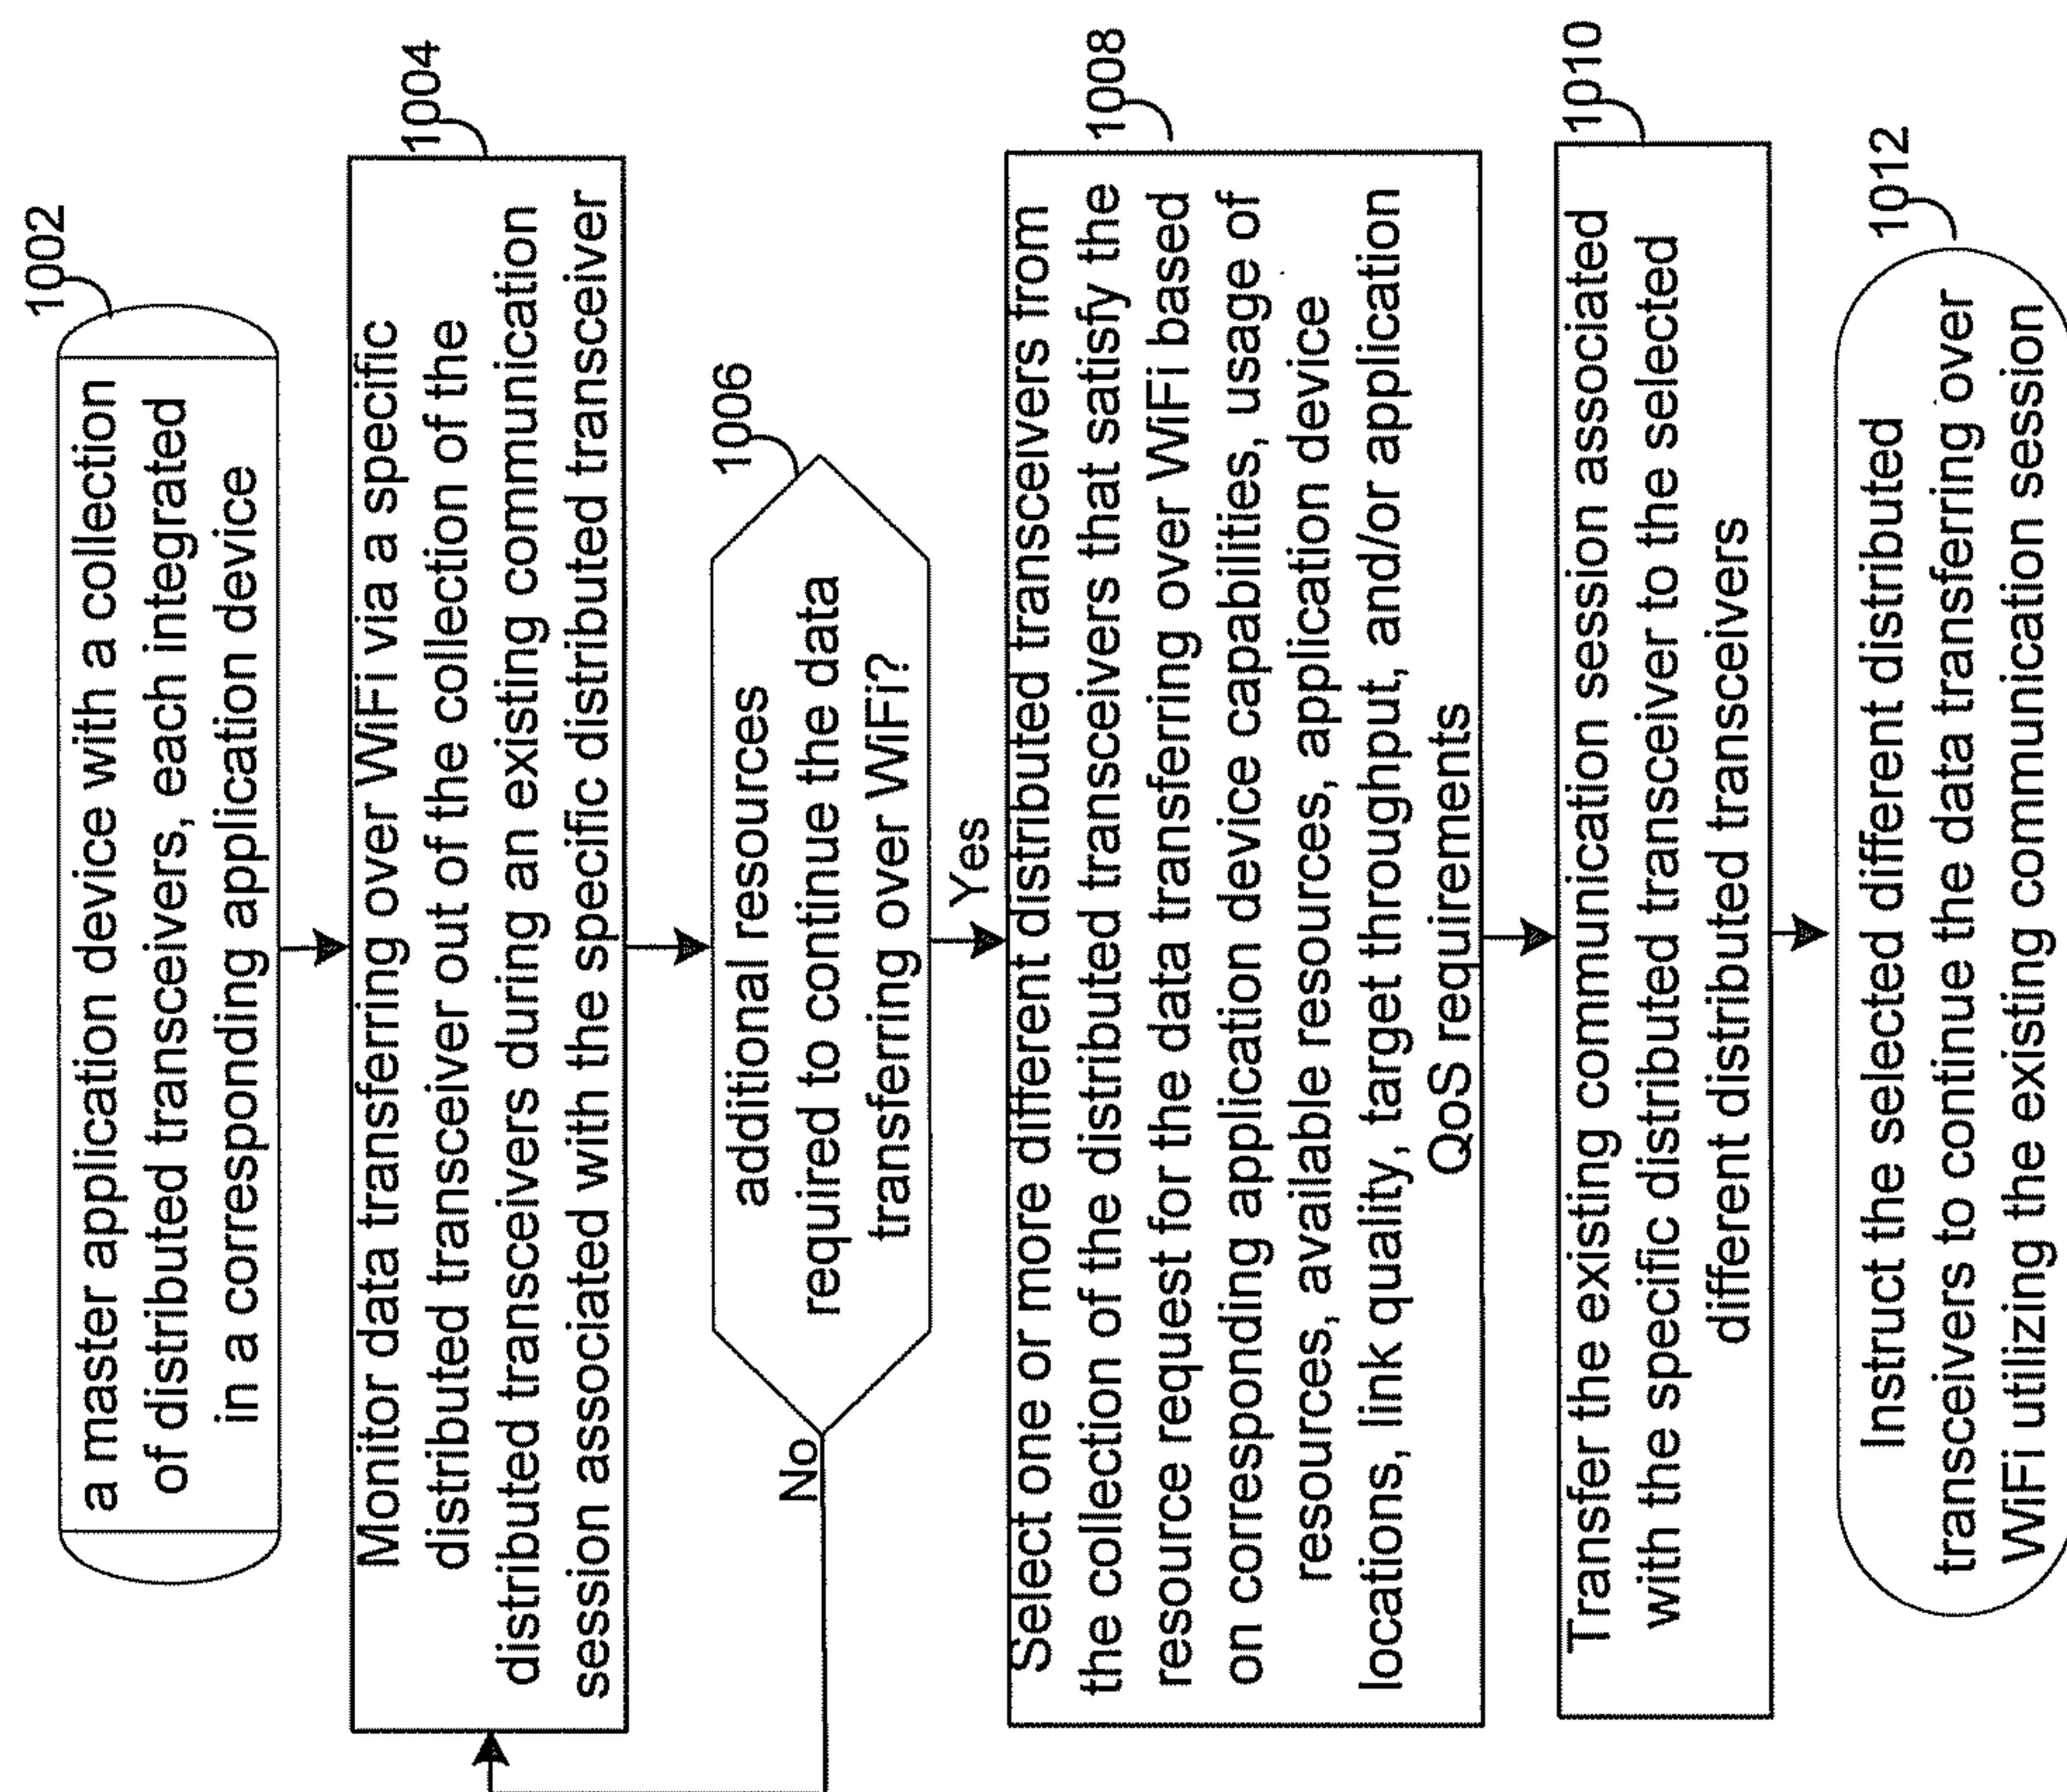 1002
a master application device with a collection
of distributed transceivers, each integrated
in a corresponding application device
1004
Monitor data transferring over WiFi via a specific
distributed transceiver out of the collection of the
distributed transceivers during an existing communication
session associated with the specific distributed transceiver
1006
additional resources
required to continue the data
transferring over WiFi?
No
Yes
1008
Select one or more different distributed transceivers from
the collection of the distributed transceivers that satisfy the
resource request for the data transferring over WiFi based
on corresponding application device capabilities, usage of
resources, available resources, application device
locations, link quality, target throughput, and/or application
QoS requirements
1010
Transfer the existing communication session associated
with the specific distributed transceiver to the selected
different distributed transceivers
1012
Instruct the selected different distributed
transceivers to continue the data transferring over
WiFi utilizing the existing communication session